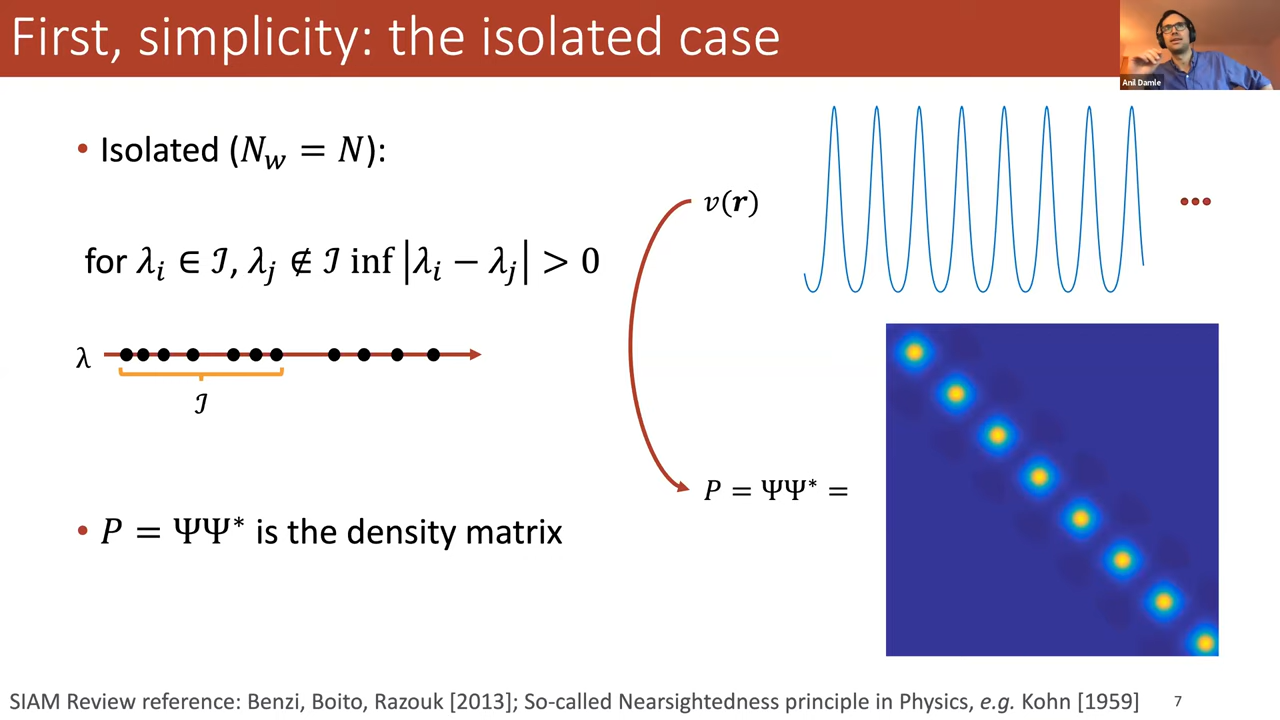 First, simplicity: the isolated case
Anil Damle
• Isolated (N_w = N):
v(r)
for λ_i ∈ ℐ, λ_j ∉ ℐ inf |λ_i − λ_j| > 0
λ
ℐ
P = ΨΨ* =
• P = ΨΨ* is the density matrix
SIAM Review reference: Benzi, Boito, Razouk [2013]; So-called Nearsightedness principle in Physics, e.g. Kohn [1959]
7